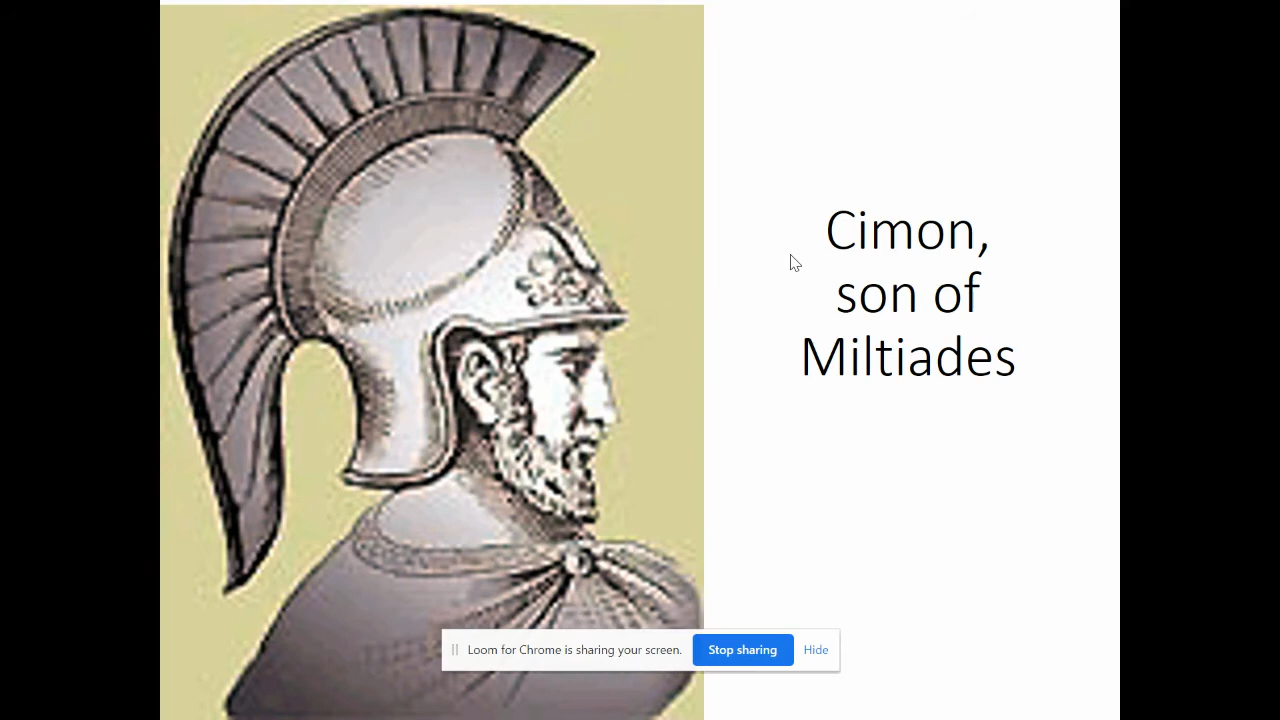 Cimon,
son of
Miltiades
Loom for Chrome is sharing your screen. Stop sharing Hide